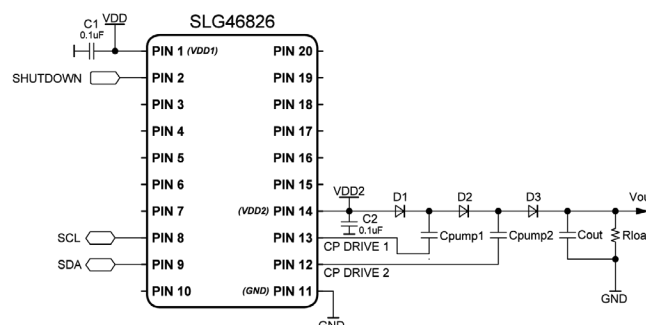 SLG46826
C1
0.1uF
VDD
PIN 1 (VDD1)
PIN 20
SHUTDOWN
PIN 2
PIN 19
PIN 3
PIN 18
PIN 4
PIN 17
PIN 5
PIN 16
PIN 6
PIN 15
VDD2
D1
D2
D3
Vou
PIN 7
(VDD2) PIN 14
C2
0.1uF
SCL
PIN 8
PIN 13
CP DRIVE 1
Cpump1
Cpump2
Cout
Rloa
SDA
PIN 9
PIN 12
CP DRIVE 2
PIN 10
(GND) PIN 11
GND
GND